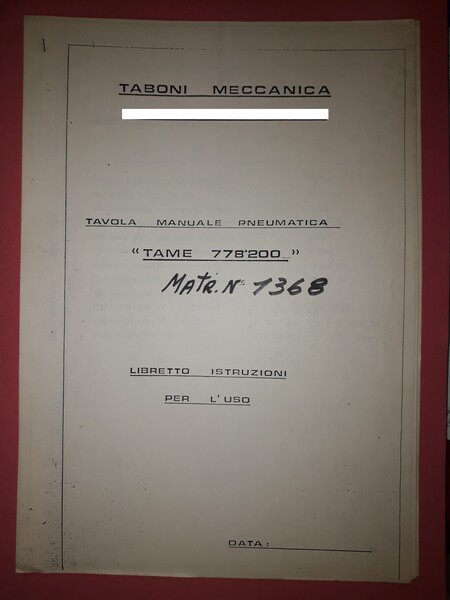 TABONI MECCANICA
TAVOLA MANUALE PNEUMATICA
“TAME 778'200”
MATR. N° 1368
LIBRETTO ISTRUZIONI
PER L'USO
DATA: